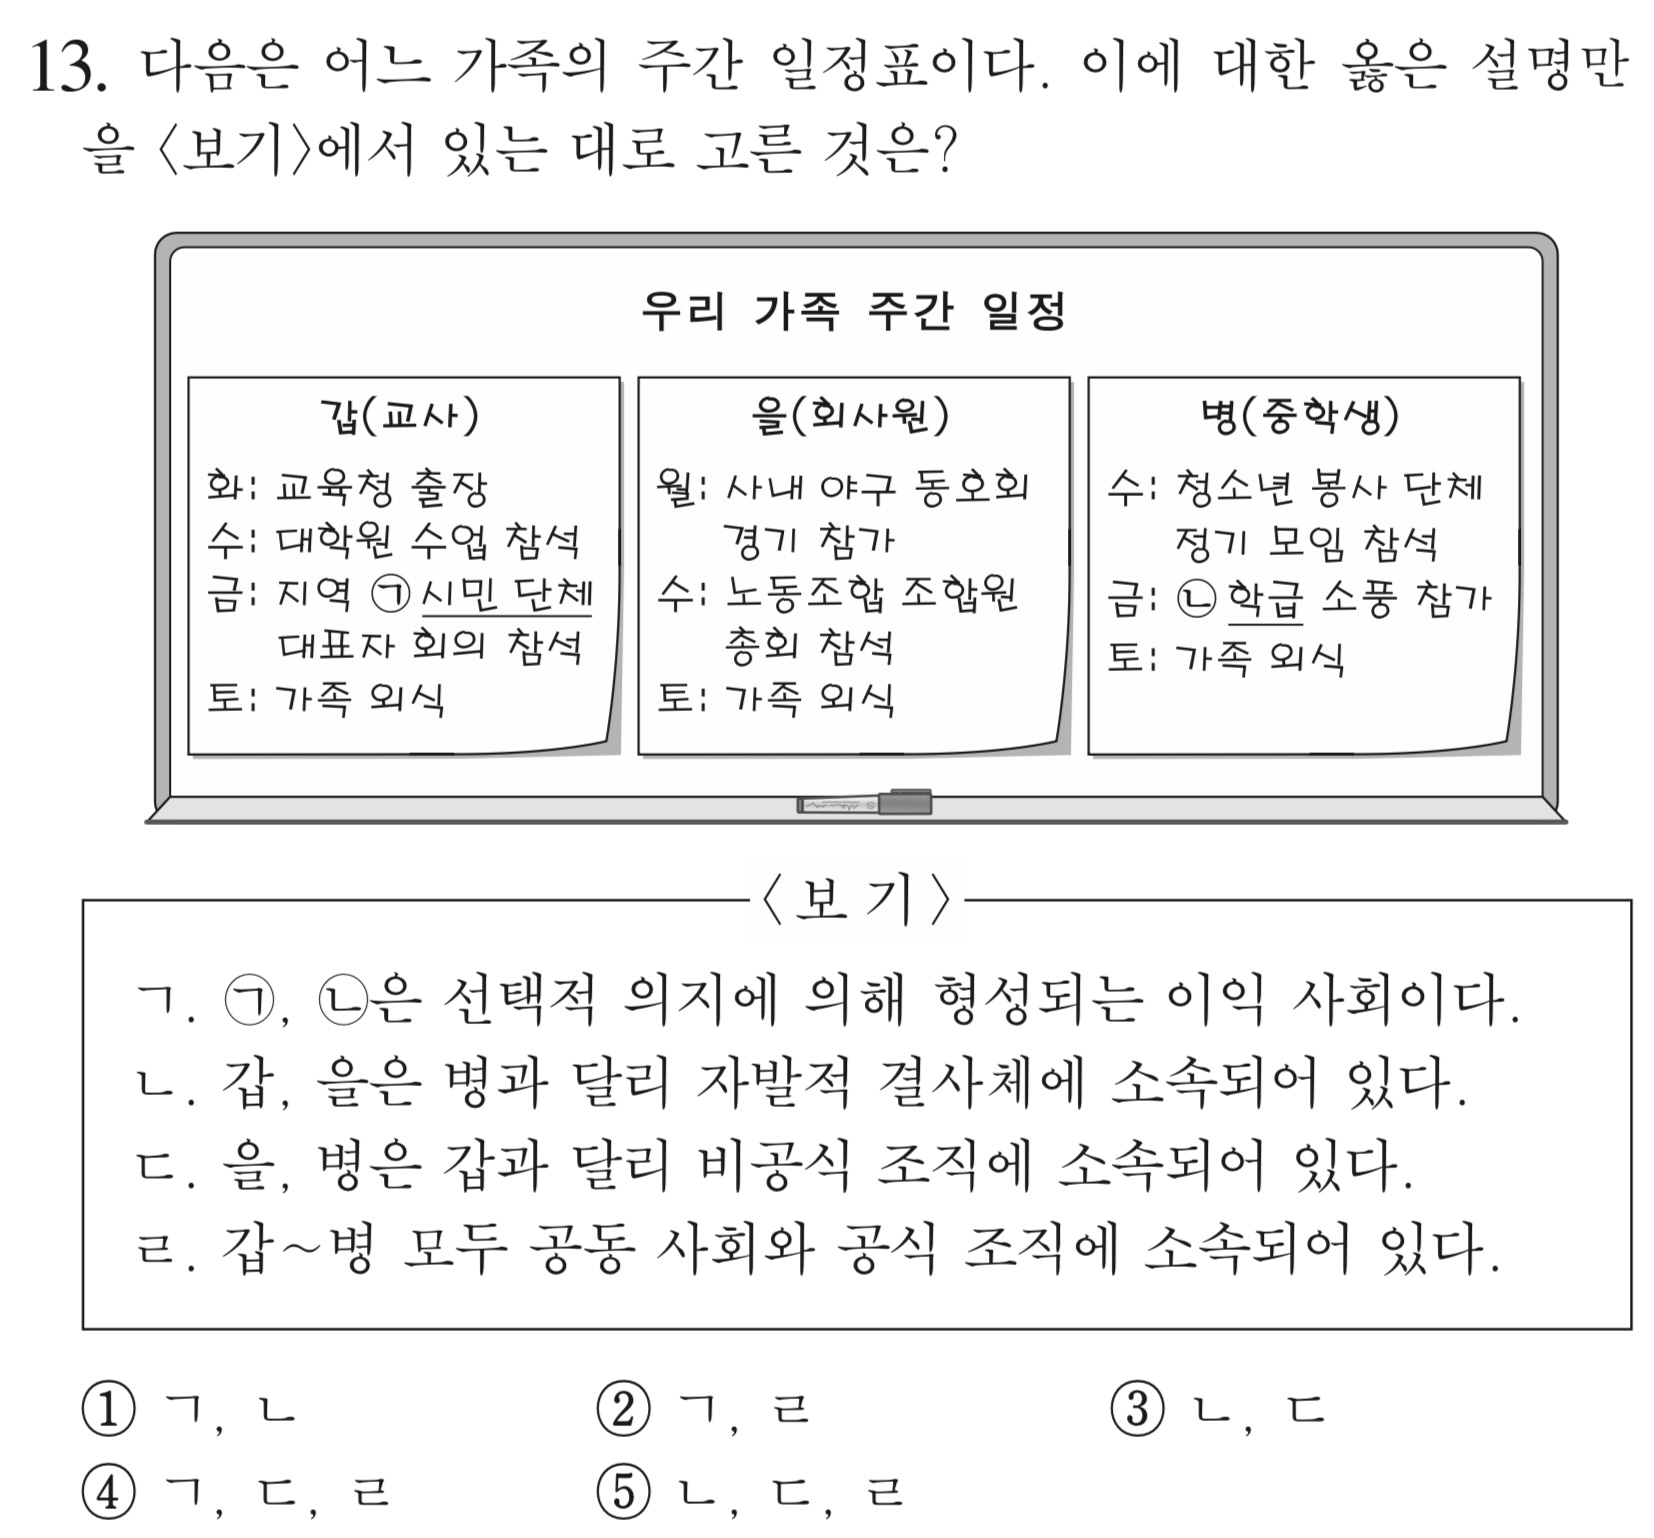 13. 다음은 어느 가족의 주간 일정표이다. 이에 대한 옳은 설명만
을 〈보기〉에서 있는 대로 고른 것은?
우리 가족 주간 일정
갑(교사)
화: 교육청 출장
수: 대학원 수업 참석
금: 지역 ㉠시민 단체
대표자 회의 참석
토: 가족 외식
을(회사원)
월: 사내 야구 동호회
경기 참가
수: 노동조합 조합원
총회 참석
토: 가족 외식
병(중학생)
수: 청소년 봉사 단체
정기 모임 참석
금: ㉡학급 소풍 참가
토: 가족 외식
〈보 기〉
ㄱ. ㉠, ㉡은 선택적 의지에 의해 형성되는 이익 사회이다.
ㄴ. 갑, 을은 병과 달리 자발적 결사체에 소속되어 있다.
ㄷ. 을, 병은 갑과 달리 비공식 조직에 소속되어 있다.
ㄹ. 갑~병 모두 공동 사회와 공식 조직에 소속되어 있다.
① ㄱ, ㄴ ② ㄱ, ㄹ ③ ㄴ, ㄷ
④ ㄱ, ㄷ, ㄹ ⑤ ㄴ, ㄷ, ㄹ